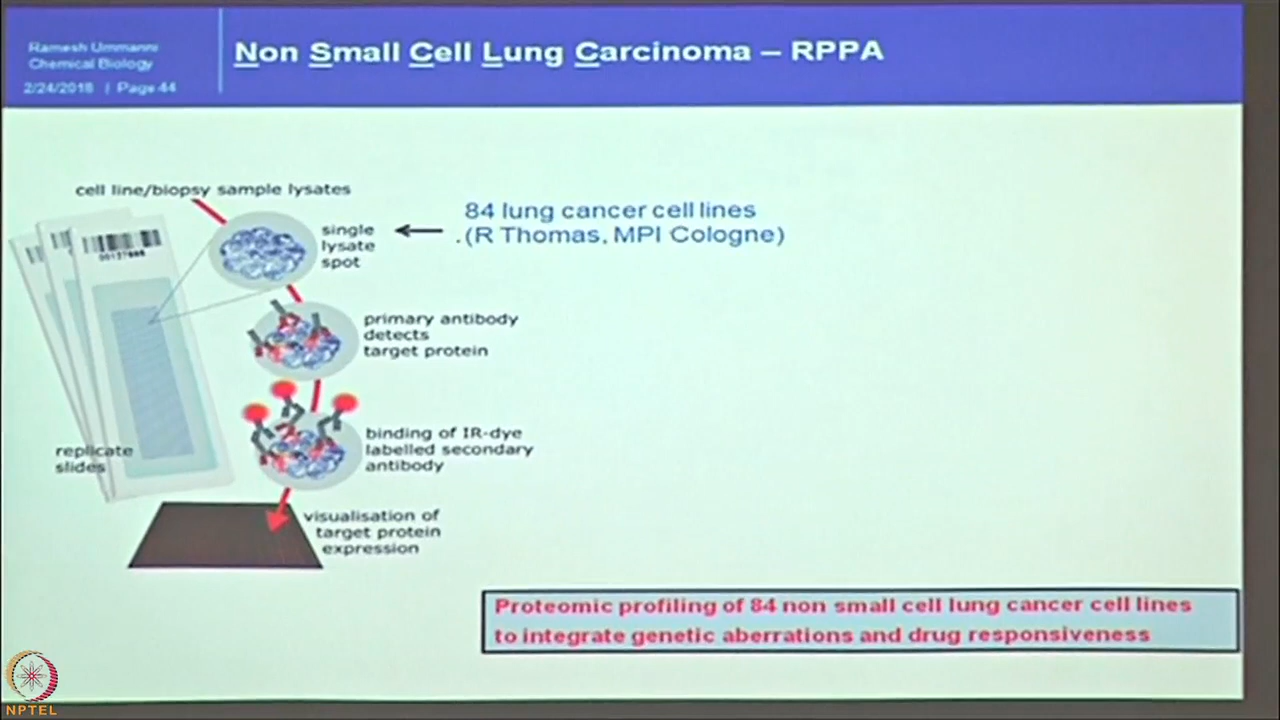 Ramesh Ummanni
Chemical Biology
2/24/2018 | Page 44
Non Small Cell Lung Carcinoma – RPPA
cell line/biopsy sample lysates
single
lysate
spot
84 lung cancer cell lines
.(R Thomas, MPI Cologne)
primary antibody
detects
target protein
binding of IR-dye
labelled secondary
antibody
replicate
slides
visualisation of
target protein
expression
Proteomic profiling of 84 non small cell lung cancer cell lines
to integrate genetic aberrations and drug responsiveness
NPTEL